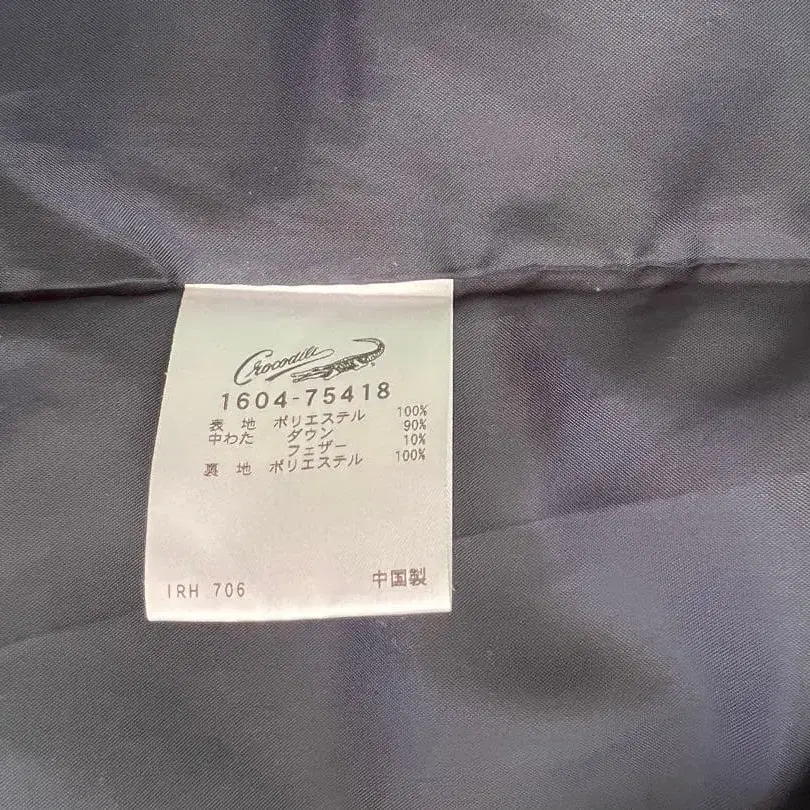 Crocodile
1604-75418
表 地 ポリエステル 100%
中わた ダウン 90%
フェザー 10%
裏 地 ポリエステル 100%
IRH 706 中国製